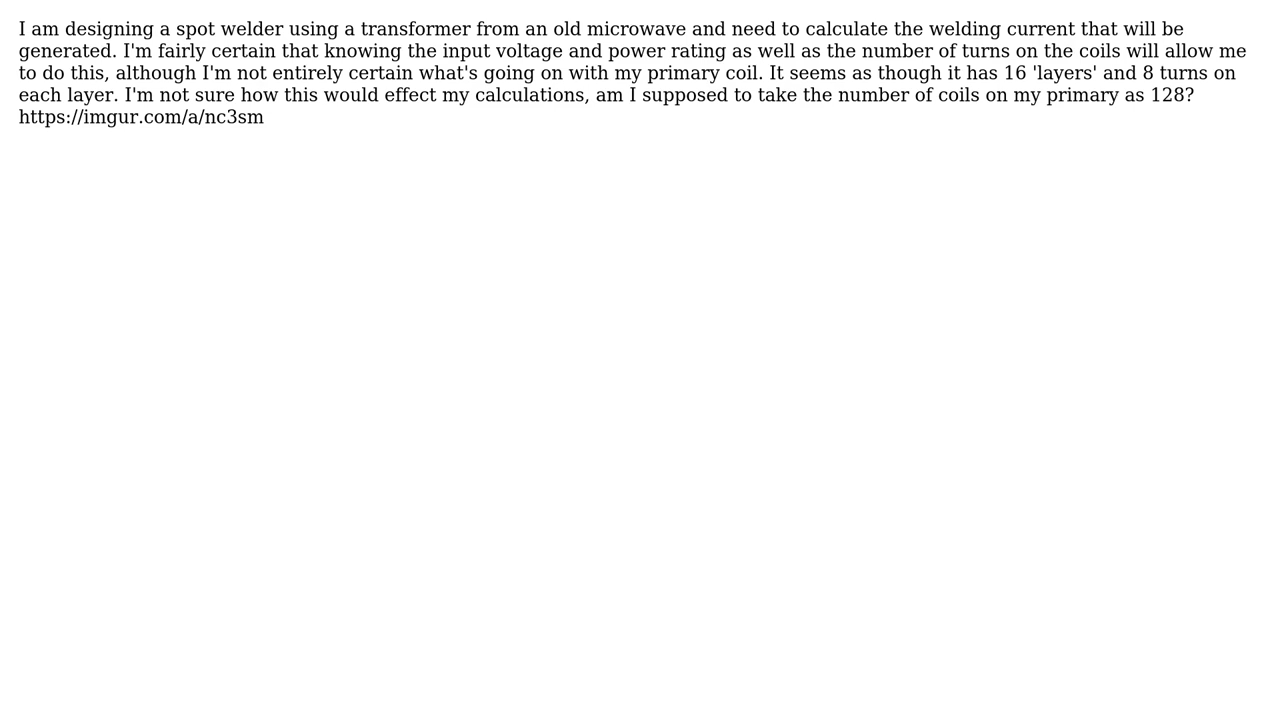 I am designing a spot welder using a transformer from an old microwave and need to calculate the welding current that will be
generated. I'm fairly certain that knowing the input voltage and power rating as well as the number of turns on the coils will allow me
to do this, although I'm not entirely certain what's going on with my primary coil. It seems as though it has 16 'layers' and 8 turns on
each layer. I'm not sure how this would effect my calculations, am I supposed to take the number of coils on my primary as 128?
https://imgur.com/a/nc3sm